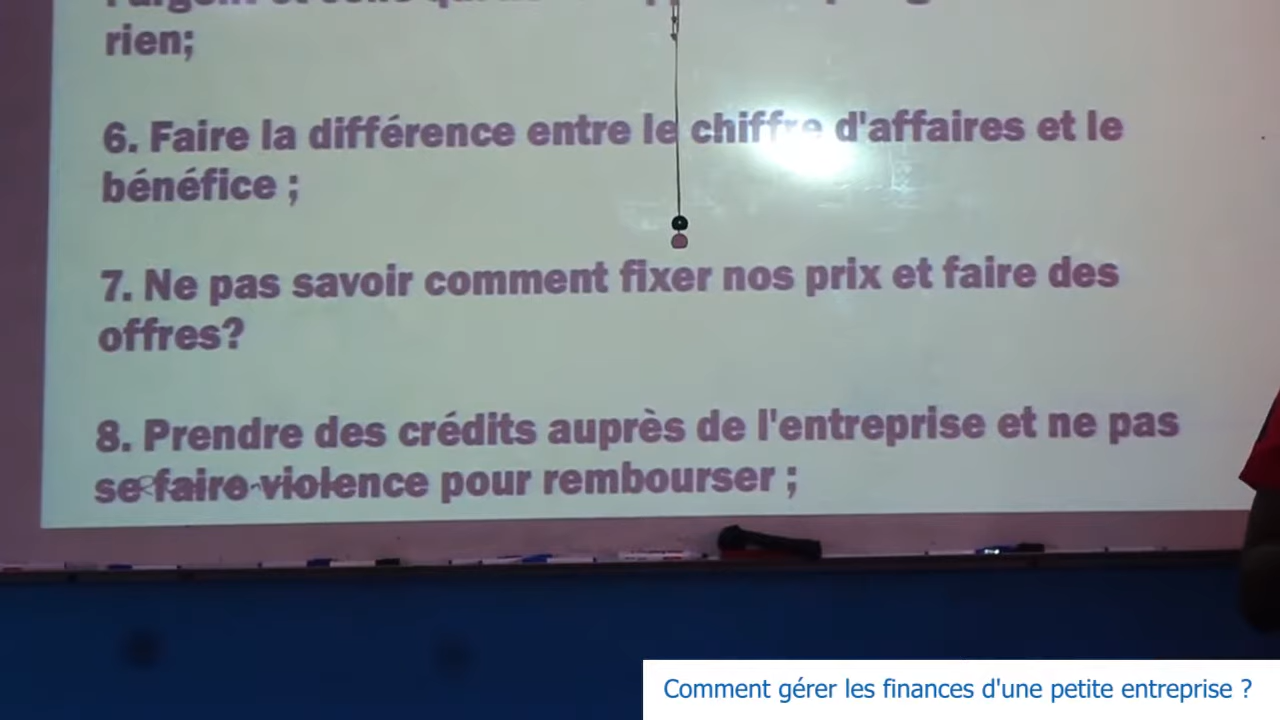 rien;
6. Faire la différence entre le chiffre d'affaires et le
bénéfice ;
7. Ne pas savoir comment fixer nos prix et faire des
offres?
8. Prendre des crédits auprès de l'entreprise et ne pas
se faire violence pour rembourser ;
Comment gérer les finances d'une petite entreprise ?